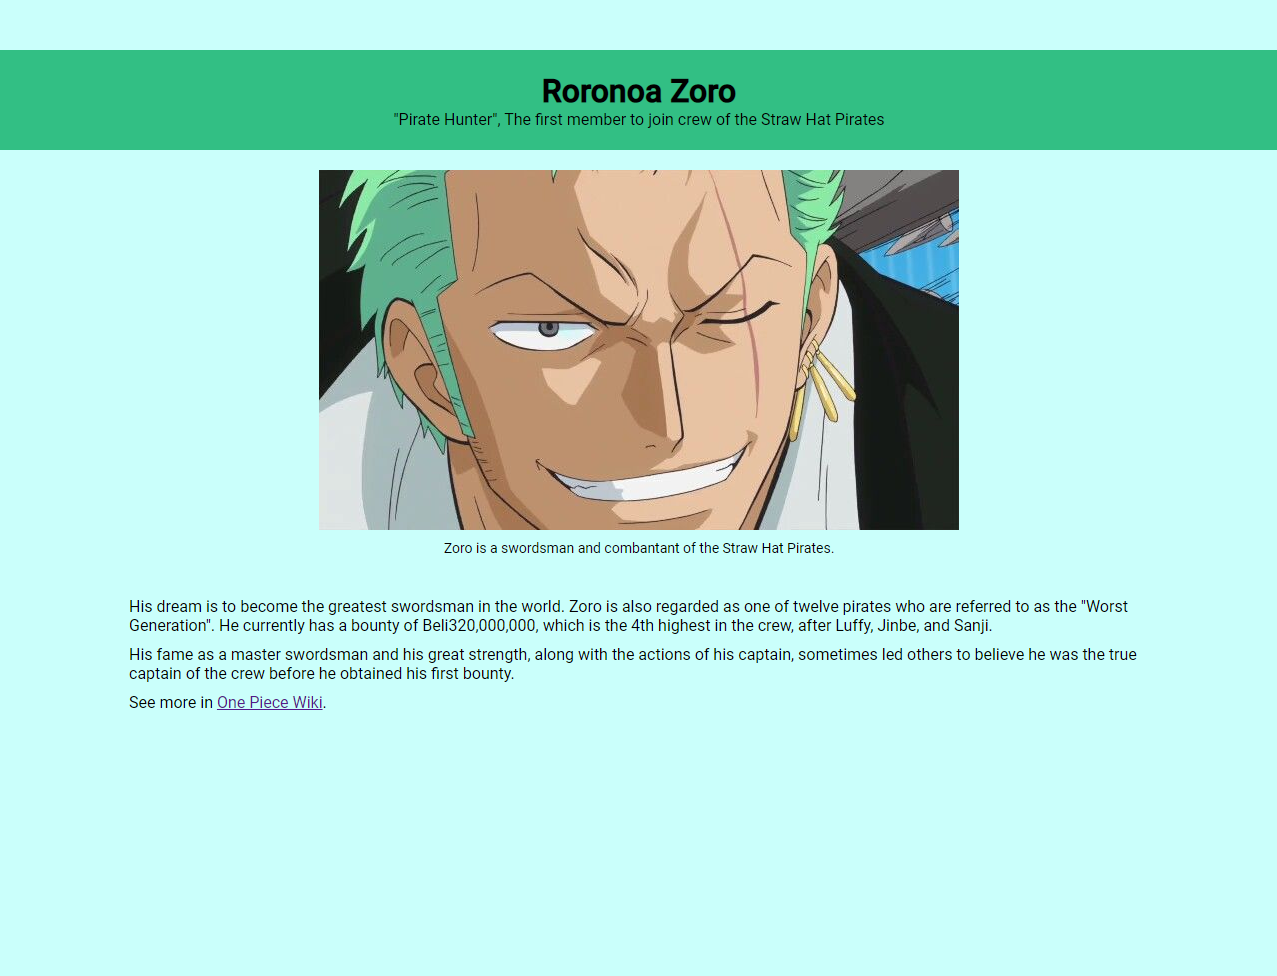 Roronoa Zoro
"Pirate Hunter", The first member to join crew of the Straw Hat Pirates
Zoro is a swordsman and combantant of the Straw Hat Pirates.
His dream is to become the greatest swordsman in the world. Zoro is also regarded as one of twelve pirates who are referred to as the "Worst
Generation". He currently has a bounty of Beli320,000,000, which is the 4th highest in the crew, after Luffy, Jinbe, and Sanji.
His fame as a master swordsman and his great strength, along with the actions of his captain, sometimes led others to believe he was the true
captain of the crew before he obtained his first bounty.
See more in One Piece Wiki.